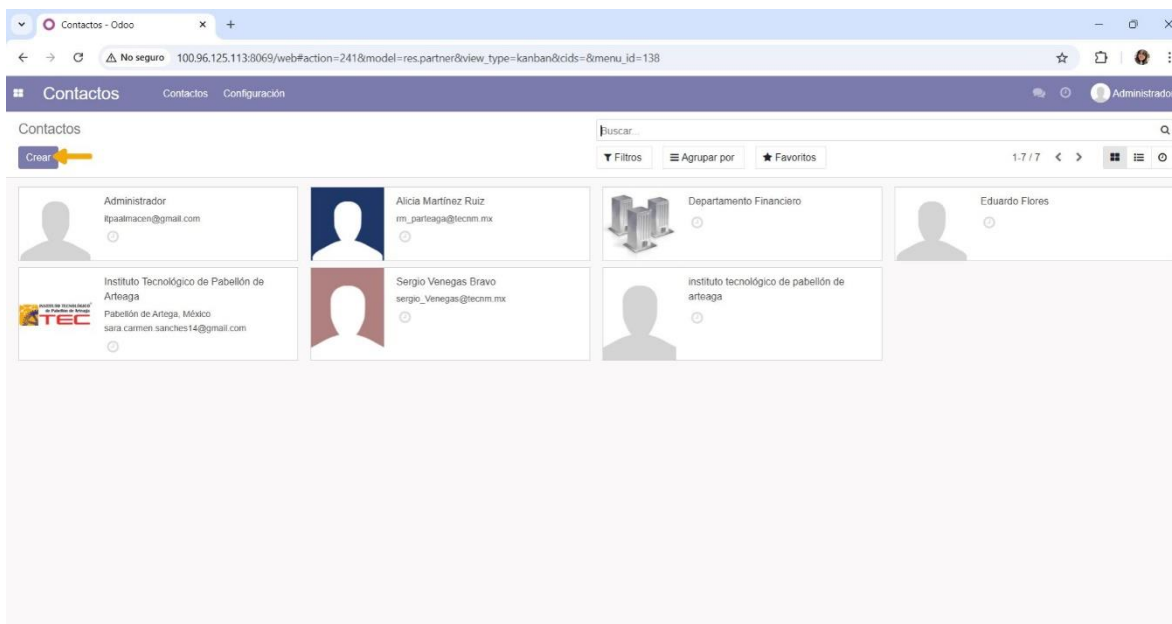 Contactos - Odoo
No seguro 100.96.125.113:8069/web#action=241&model=res.partner&view_type=kanban&cids=&menu_id=138
Contactos Contactos Configuración Administrador
Contactos
Buscar...
Crear
Filtros Agrupar por Favoritos 1-7 / 7
Administrador
itpaalmacen@gmail.com
Alicia Martínez Ruiz
rm_parteaga@tecnm.mx
Departamento Financiero
Eduardo Flores
Instituto Tecnológico de Pabellón de
Arteaga
Pabellón de Artega, México
sara.carmen.sanches14@gmail.com
TEC
Sergio Venegas Bravo
sergio_Venegas@tecnm.mx
instituto tecnológico de pabellón de
arteaga